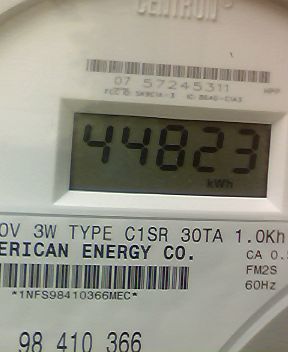 CENTRON®
07 57245311
44823
kWh
0V 3W TYPE C1SR 30TA 1.0Kh
ERICAN ENERGY CO.
CA 0.
FM2S
60Hz
*1NFS98410366MEC*
98 410 366